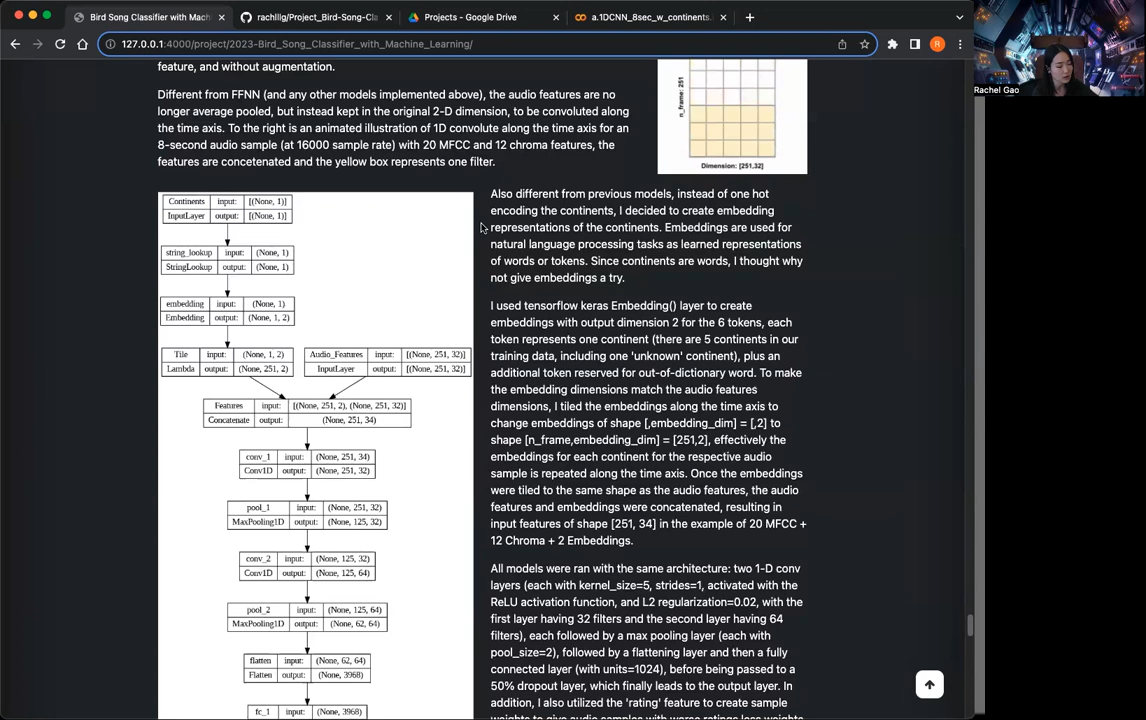 Bird Song Classifier with Mach
rachllg/Project_Bird-Song-Cla
Projects - Google Drive
a.1DCNN_8sec_w_continents.
127.0.0.1:4000/project/2023-Bird_Song_Classifier_with_Machine_Learning/
R
Rachel Gao
feature, and without augmentation.
Different from FFNN (and any other models implemented above), the audio features are no
longer average pooled, but instead kept in the original 2-D dimension, to be convoluted along
the time axis. To the right is an animated illustration of 1D convolute along the time axis for an
8-second audio sample (at 16000 sample rate) with 20 MFCC and 12 chroma features, the
features are concetenated and the yellow box represents one filter.
n_frame: 251
Dimension: [251,32]
Continents input: [(None, 1)]
InputLayer output: [(None, 1)]
string_lookup input: (None, 1)
StringLookup output: (None, 1)
embedding input: (None, 1)
Embedding output: (None, 1, 2)
Tile input: (None, 1, 2)
Lambda output: (None, 251, 2)
Audio_Features input: [(None, 251, 32)]
InputLayer output: [(None, 251, 32)]
Features input: [(None, 251, 2), (None, 251, 32)]
Concatenate output: (None, 251, 34)
conv_1 input: (None, 251, 34)
Conv1D output: (None, 251, 32)
pool_1 input: (None, 251, 32)
MaxPooling1D output: (None, 125, 32)
conv_2 input: (None, 125, 32)
Conv1D output: (None, 125, 64)
pool_2 input: (None, 125, 64)
MaxPooling1D output: (None, 62, 64)
flatten input: (None, 62, 64)
Flatten output: (None, 3968)
fc_1 input: (None, 3968)
Also different from previous models, instead of one hot
encoding the continents, I decided to create embedding
representations of the continents. Embeddings are used for
natural language processing tasks as learned representations
of words or tokens. Since continents are words, I thought why
not give embeddings a try.
I used tensorflow keras Embedding() layer to create
embeddings with output dimension 2 for the 6 tokens, each
token represents one continent (there are 5 continents in our
training data, including one 'unknown' continent), plus an
additional token reserved for out-of-dictionary word. To make
the embedding dimensions match the audio features
dimensions, I tiled the embeddings along the time axis to
change embeddings of shape [,embedding_dim] = [,2] to
shape [n_frame,embedding_dim] = [251,2], effectively the
embeddings for each continent for the respective audio
sample is repeated along the time axis. Once the embeddings
were tiled to the same shape as the audio features, the audio
features and embeddings were concatenated, resulting in
input features of shape [251, 34] in the example of 20 MFCC +
12 Chroma + 2 Embeddings.
All models were ran with the same architecture: two 1-D conv
layers (each with kernel_size=5, strides=1, activated with the
ReLU activation function, and L2 regularization=0.02, with the
first layer having 32 filters and the second layer having 64
filters), each followed by a max pooling layer (each with
pool_size=2), followed by a flattening layer and then a fully
connected layer (with units=1024), before being passed to a
50% dropout layer, which finally leads to the output layer. In
addition, I also utilized the 'rating' feature to create sample
weights to give audio samples with worse ratings less weights